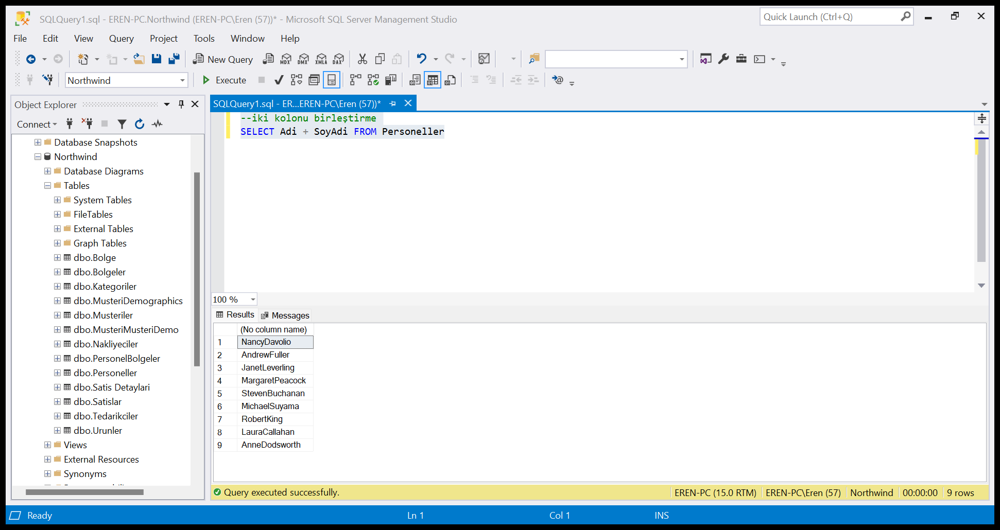 SQLQuery1.sql - EREN-PC.Northwind (EREN-PC\Eren (57))* - Microsoft SQL Server Management Studio
Quick Launch (Ctrl+Q)
File Edit View Query Project Tools Window Help
New Query MDX DMX XMLA DAX
Northwind Execute
Object Explorer
Connect
Database Snapshots
Northwind
Database Diagrams
Tables
System Tables
FileTables
External Tables
Graph Tables
dbo.Bolge
dbo.Bolgeler
dbo.Kategoriler
dbo.MusteriDemographics
dbo.Musteriler
dbo.MusteriMusteriDemo
dbo.Nakliyeciler
dbo.PersonelBolgeler
dbo.Personeller
dbo.Satis Detaylari
dbo.Satislar
dbo.Tedarikciler
dbo.Urunler
Views
External Resources
Synonyms
SQLQuery1.sql - ER...EREN-PC\Eren (57))*
--iki kolonu birleştirme
SELECT Adi + SoyAdi FROM Personeller
100 %
Results Messages
(No column name)
1 NancyDavolio
2 AndrewFuller
3 JanetLeverling
4 MargaretPeacock
5 StevenBuchanan
6 MichaelSuyama
7 RobertKing
8 LauraCallahan
9 AnneDodsworth
Query executed successfully. EREN-PC (15.0 RTM) EREN-PC\Eren (57) Northwind 00:00:00 9 rows
Ready Ln 1 Col 1 INS